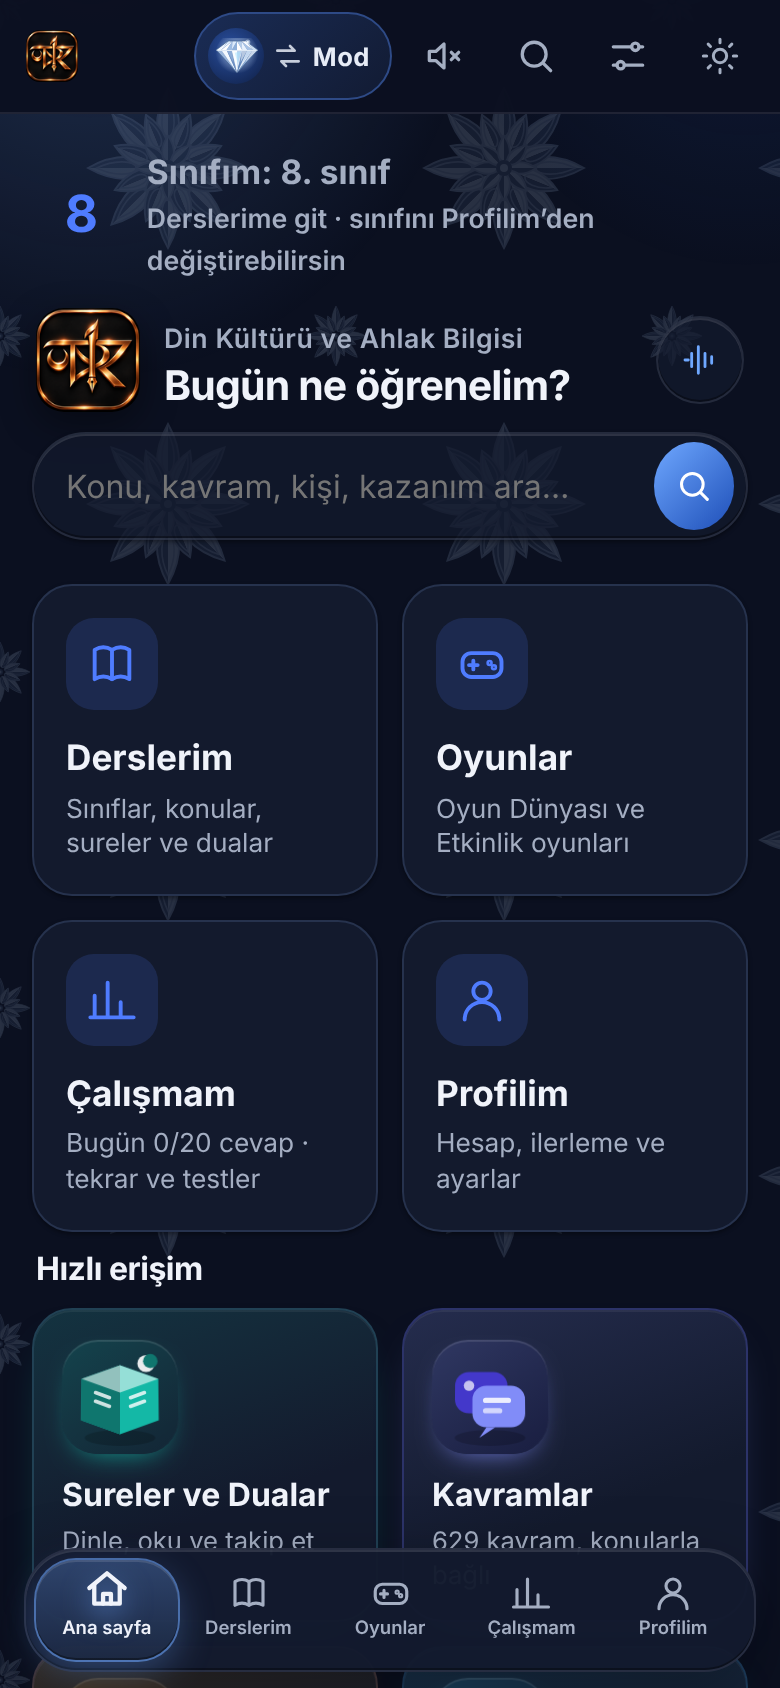 Mod
Sınıfım: 8. sınıf
8
Derslerime git · sınıfını Profilim’den
değiştirebilirsin
Din Kültürü ve Ahlak Bilgisi
Bugün ne öğrenelim?
Konu, kavram, kişi, kazanım ara...
Derslerim
Sınıflar, konular,
sureler ve dualar
Oyunlar
Oyun Dünyası ve
Etkinlik oyunları
Çalışmam
Bugün 0/20 cevap ·
tekrar ve testler
Profilim
Hesap, ilerleme ve
ayarlar
Hızlı erişim
Sureler ve Dualar
Dinle, oku ve takip et
Kavramlar
629 kavram, konularla
bağlı
Ana sayfa
Derslerim
Oyunlar
Çalışmam
Profilim